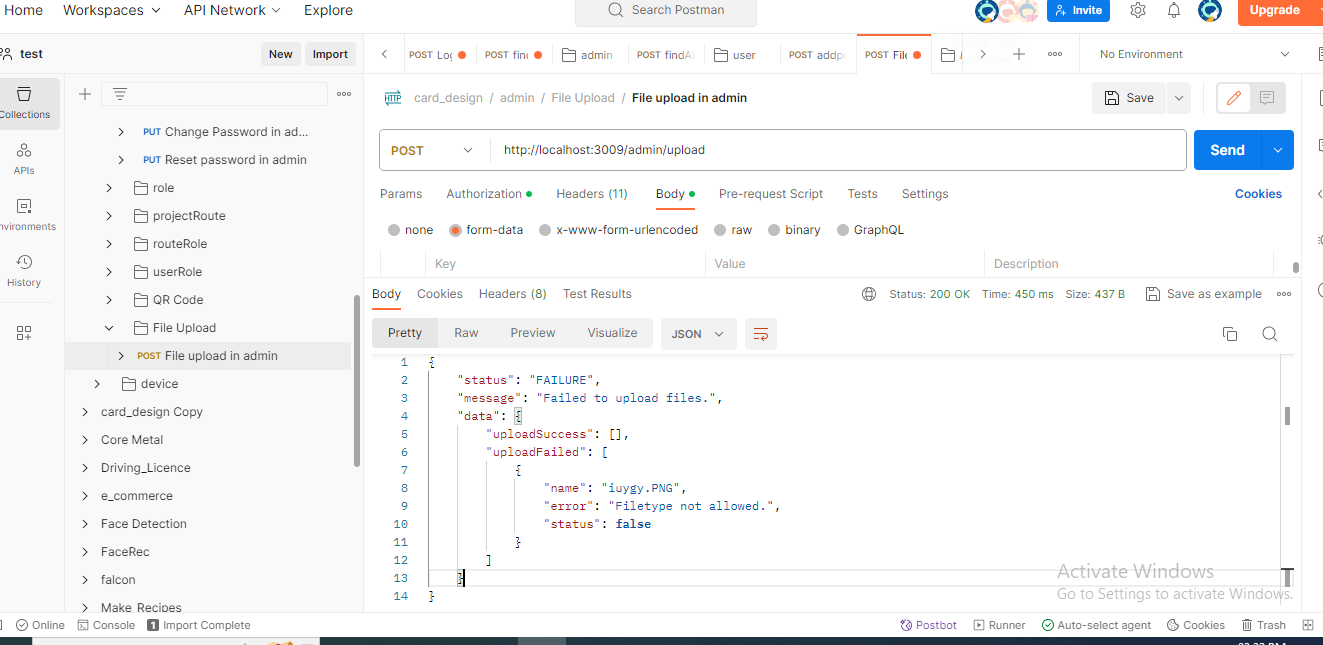 Home Workspaces API Network Explore Search Postman Invite Upgrade
test New Import POST Log POST find admin POST findAl user POST addpe POST File No Environment
card_design / admin / File Upload / File upload in admin Save
Collections
APIs
History
PUT Change Password in ad...
PUT Reset password in admin
role
projectRoute
routeRole
userRole
QR Code
File Upload
POST File upload in admin
device
card_design Copy
Core Metal
Driving_Licence
e_commerce
Face Detection
FaceRec
falcon
Make Recipes
POST http://localhost:3009/admin/upload Send
Params Authorization Headers (11) Body Pre-request Script Tests Settings Cookies
none form-data x-www-form-urlencoded raw binary GraphQL
Key Value Description
Body Cookies Headers (8) Test Results Status: 200 OK Time: 450 ms Size: 437 B Save as example
Pretty Raw Preview Visualize JSON
1 {
2 "status": "FAILURE",
3 "message": "Failed to upload files.",
4 "data": {
5 "uploadSuccess": [],
6 "uploadFailed": [
7 {
8 "name": "iuygy.PNG",
9 "error": "Filetype not allowed.",
10 "status": false
11 }
12 ]
13 }
14 }
Activate Windows
Go to Settings to activate Windows.
Online Console 1 Import Complete Postbot Runner Auto-select agent Cookies Trash